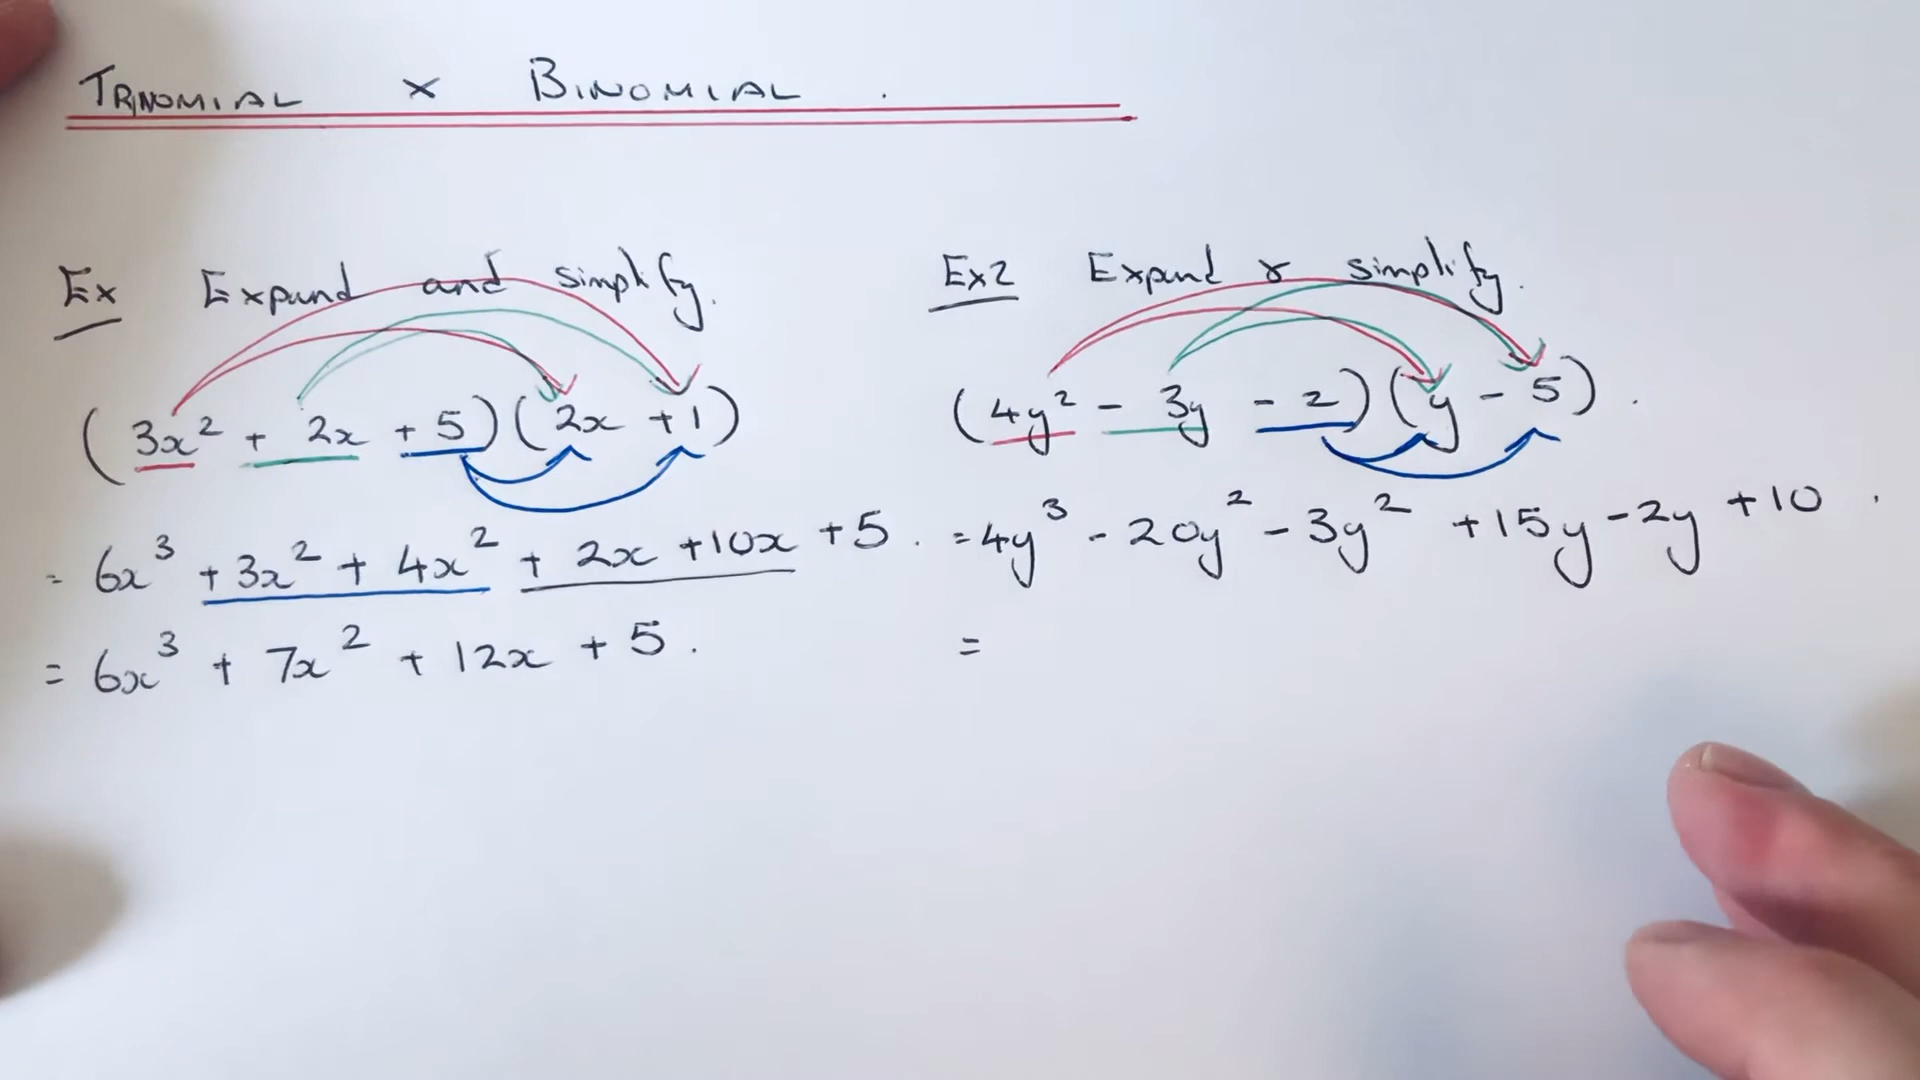 TRINOMIAL × BINOMIAL .
Ex Expand and simplify.
(3x² + 2x + 5)(2x + 1)
= 6x³ + 3x² + 4x² + 2x + 10x + 5 .
= 6x³ + 7x² + 12x + 5 .
Ex2 Expand & simplify.
(4y² - 3y - 2)(y - 5) .
= 4y³ - 20y² - 3y² + 15y - 2y + 10 .
=